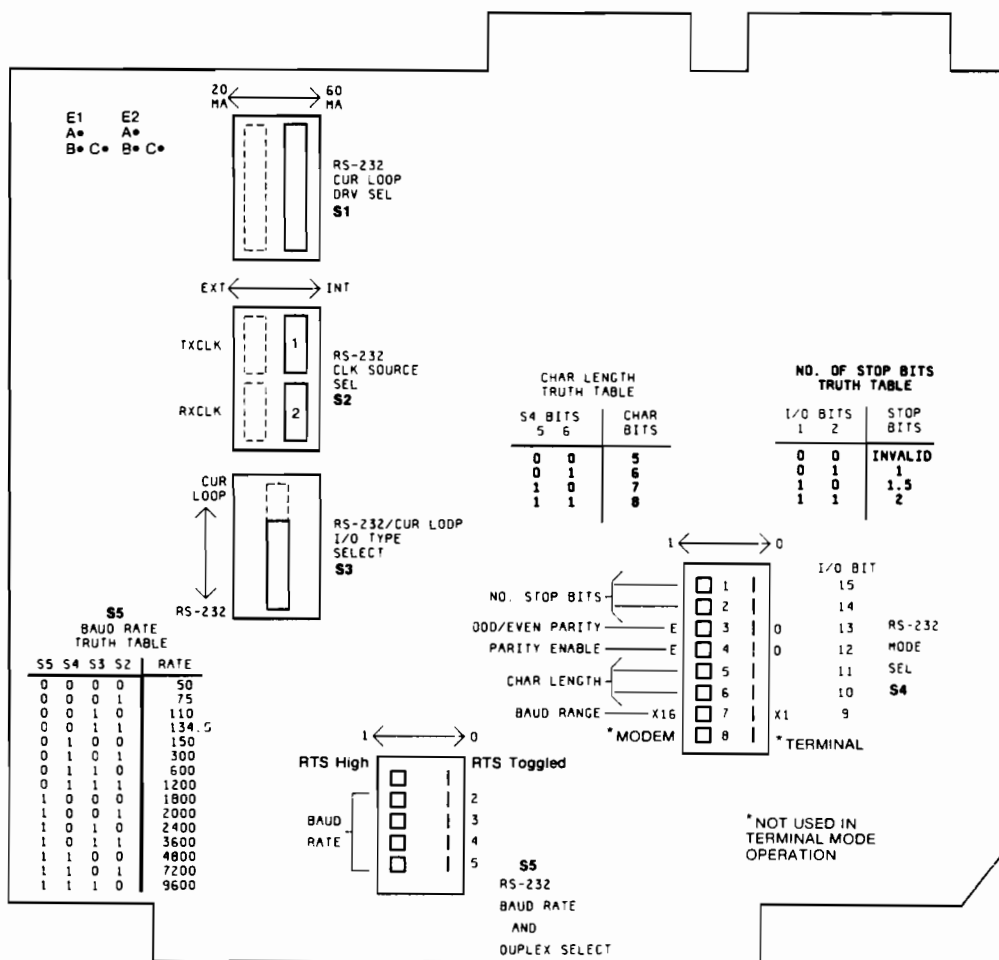 20 MA 60 MA
E1 E2
A• A•
B• C• B• C•
RS-232
CUR LOOP
DRV SEL
S1
EXT INT
TXCLK 1
RXCLK 2
RS-232
CLK SOURCE
SEL
S2
CUR
LOOP
RS-232
RS-232/CUR LOOP
I/O TYPE
SELECT
S3
CHAR LENGTH
TRUTH TABLE
S4 BITS CHAR
5 6 BITS
0 0 5
0 1 6
1 0 7
1 1 8
NO. OF STOP BITS
TRUTH TABLE
I/O BITS STOP
1 2 BITS
0 0 INVALID
0 1 1
1 0 1.5
1 1 2
S5
BAUD RATE
TRUTH TABLE
S5 S4 S3 S2 RATE
0 0 0 0 50
0 0 0 1 75
0 0 1 0 110
0 0 1 1 134.5
0 1 0 0 150
0 1 0 1 300
0 1 1 0 600
0 1 1 1 1200
1 0 0 0 1800
1 0 0 1 2000
1 0 1 0 2400
1 0 1 1 3600
1 1 0 0 4800
1 1 0 1 7200
1 1 1 0 9600
1 0
I/O BIT
NO. STOP BITS
1 15
2 14
ODD/EVEN PARITY E 3 O 13
PARITY ENABLE E 4 O 12
CHAR LENGTH
5 11
6 10
BAUD RANGE X16 7 X1 9
*MODEM 8 *TERMINAL
RS-232
MODE
SEL
S4
1 0
RTS High RTS Toggled
BAUD
RATE
2
3
4
5
S5
RS-232
BAUD RATE
AND
DUPLEX SELECT
*NOT USED IN
TERMINAL MODE
OPERATION